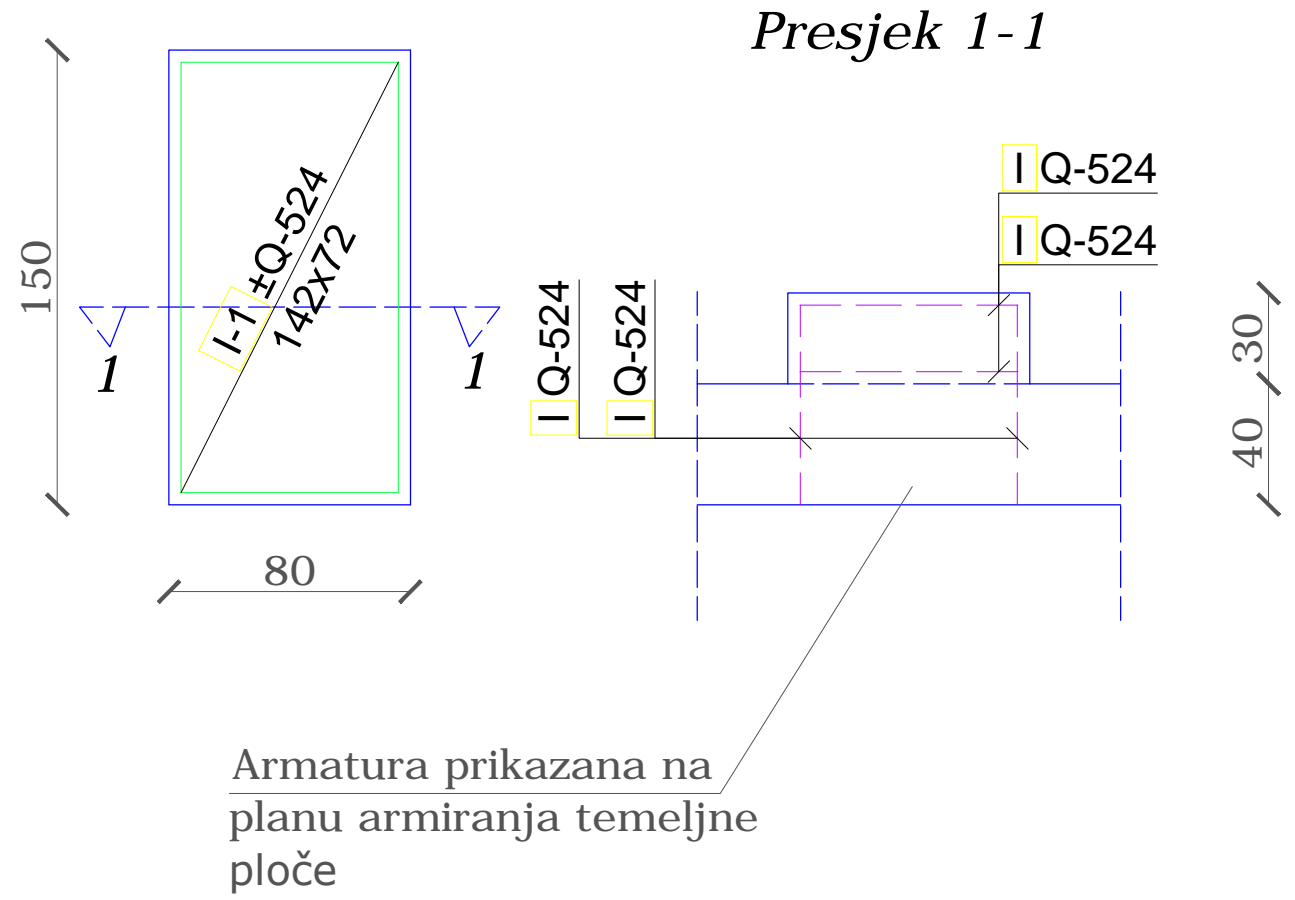 Presjek 1-1
150
I-1 ±Q-524
142x72
1
1
80
I Q-524
I Q-524
I Q-524
I Q-524
30
40
Armatura prikazana na
planu armiranja temeljne
ploče